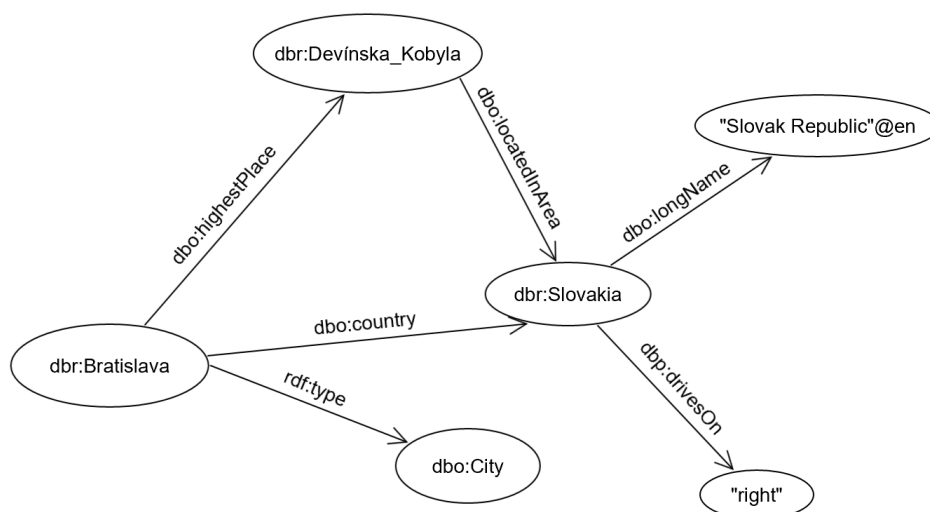 dbr:Devínska_Kobyla
"Slovak Republic"@en
dbo:locatedInArea
dbo:highestPlace
dbo:longName
dbr:Slovakia
dbo:country
dbr:Bratislava
rdf:type
dbp:drivesOn
dbo:City
"right"